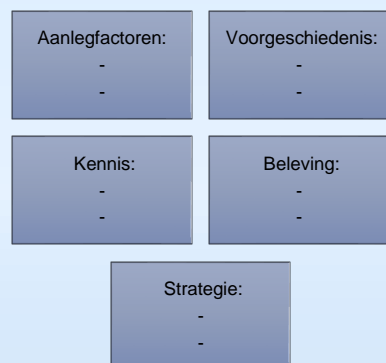 Aanlegfactoren:
-
-
Voorgeschiedenis:
-
-
Kennis:
-
-
Beleving:
-
-
Strategie:
-
-